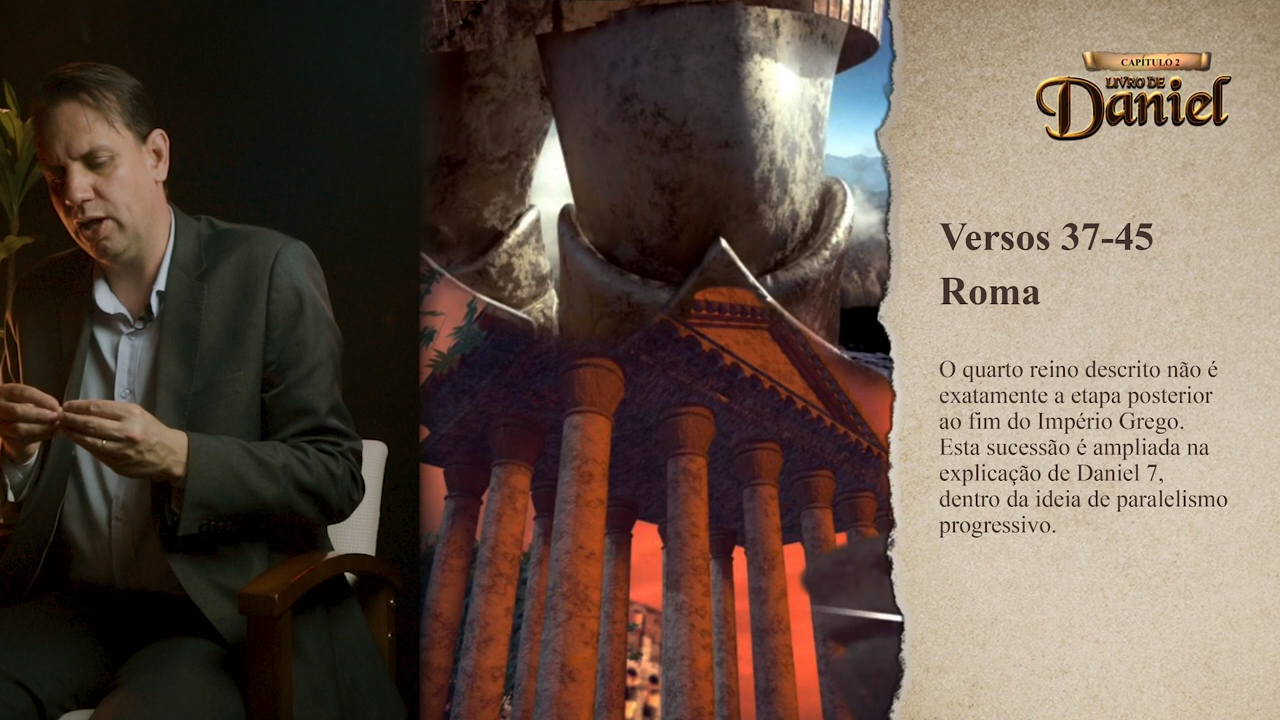 CAPÍTULO 2
LIVRO DE
Daniel
Versos 37-45
Roma
O quarto reino descrito não é
exatamente a etapa posterior
ao fim do Império Grego.
Esta sucessão é ampliada na
explicação de Daniel 7,
dentro da ideia de paralelismo
progressivo.